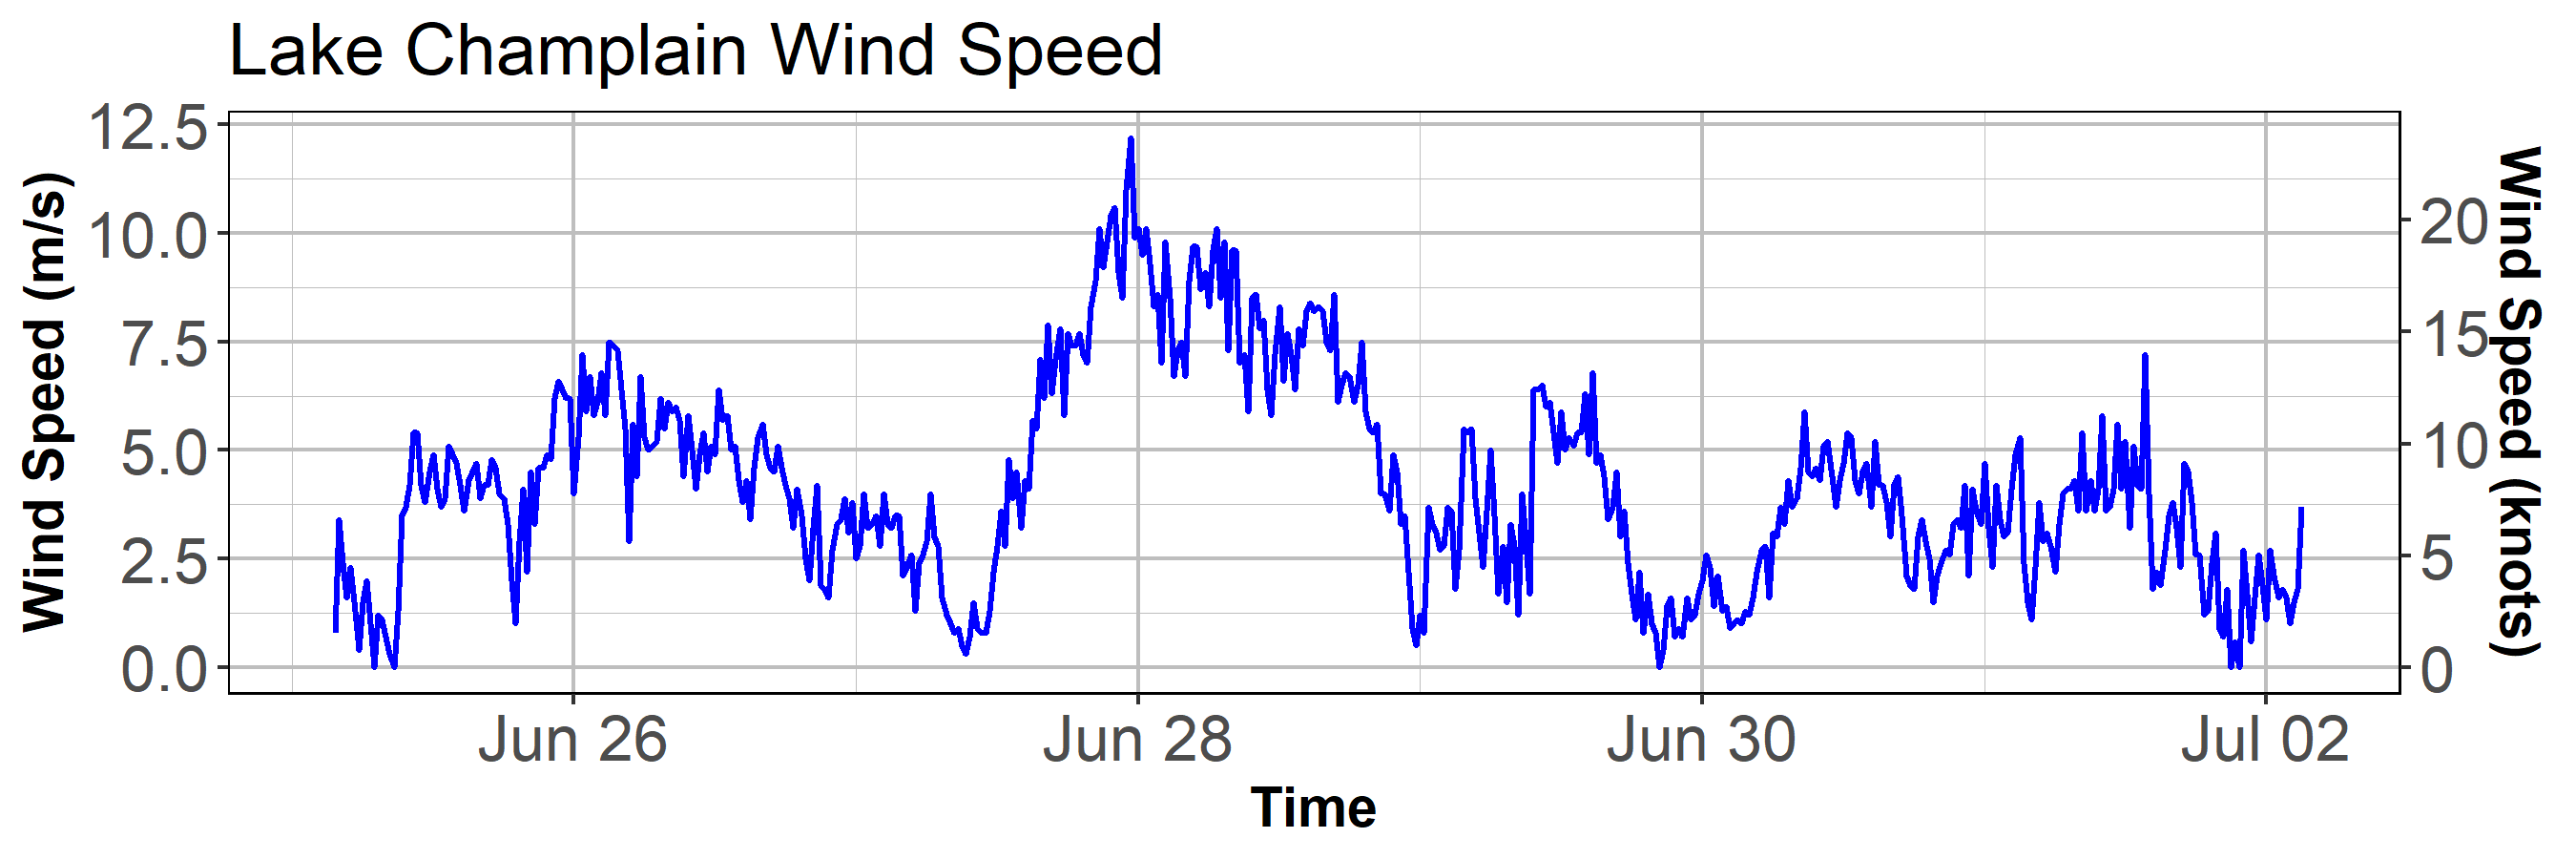 Lake Champlain Wind Speed
Wind Speed (m/s)
12.5
10.0
7.5
5.0
2.5
0.0
20
15
10
5
0
Wind Speed (knots)
Jun 26
Jun 28
Jun 30
Jul 02
Time